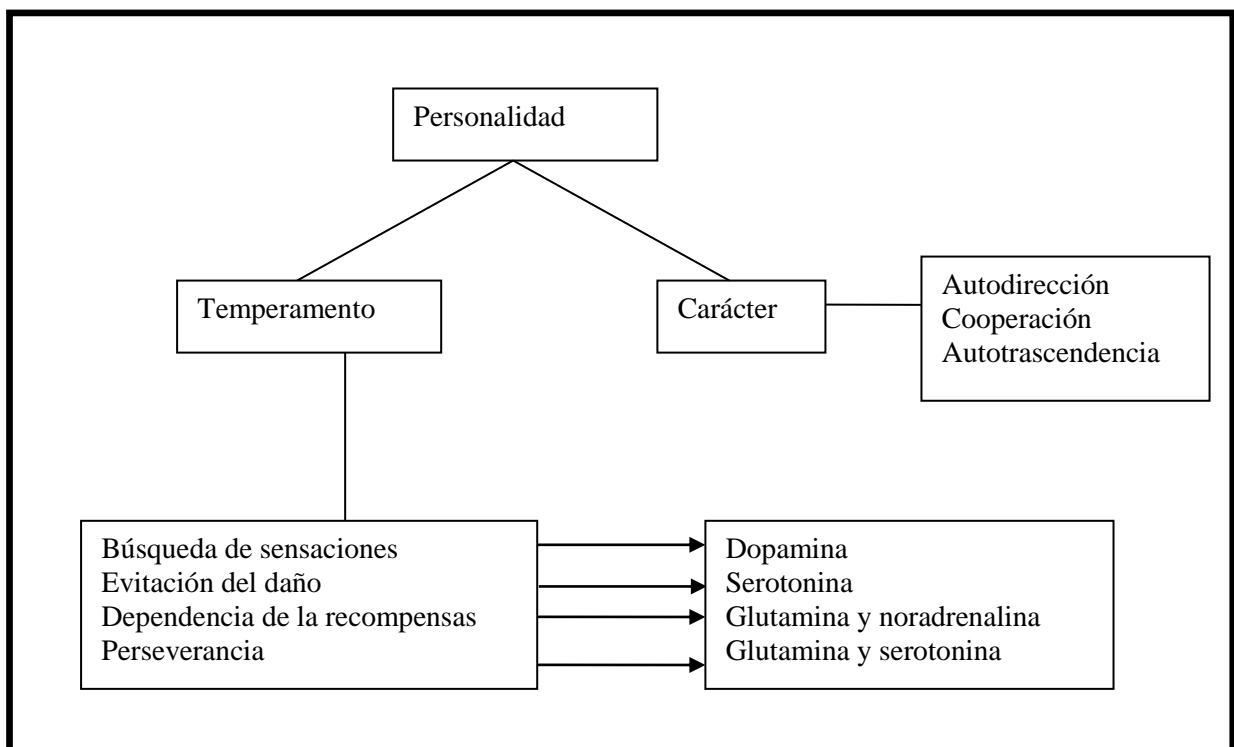 Personalidad
Temperamento
Carácter
Autodirección
Cooperación
Autotrascendencia
Búsqueda de sensaciones
Evitación del daño
Dependencia de la recompensas
Perseverancia
Dopamina
Serotonina
Glutamina y noradrenalina
Glutamina y serotonina